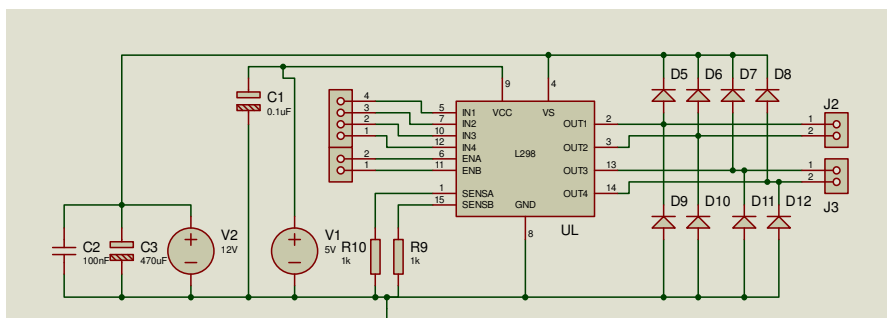 D5 D6 D7 D8
C1
0.1uF
9 4
VCC VS
4
3
2
1
2
1
5 IN1
7 IN2
10 IN3
12 IN4
6 ENA
11 ENB
1 SENSA
15 SENSB
L298
OUT1 2
OUT2 3
OUT3 13
OUT4 14
GND
8
UL
J2
1
2
1
2
J3
D9 D10 D11 D12
C2
100nF
C3
470uF
V2
12V
V1
5V
R10
1k
R9
1k